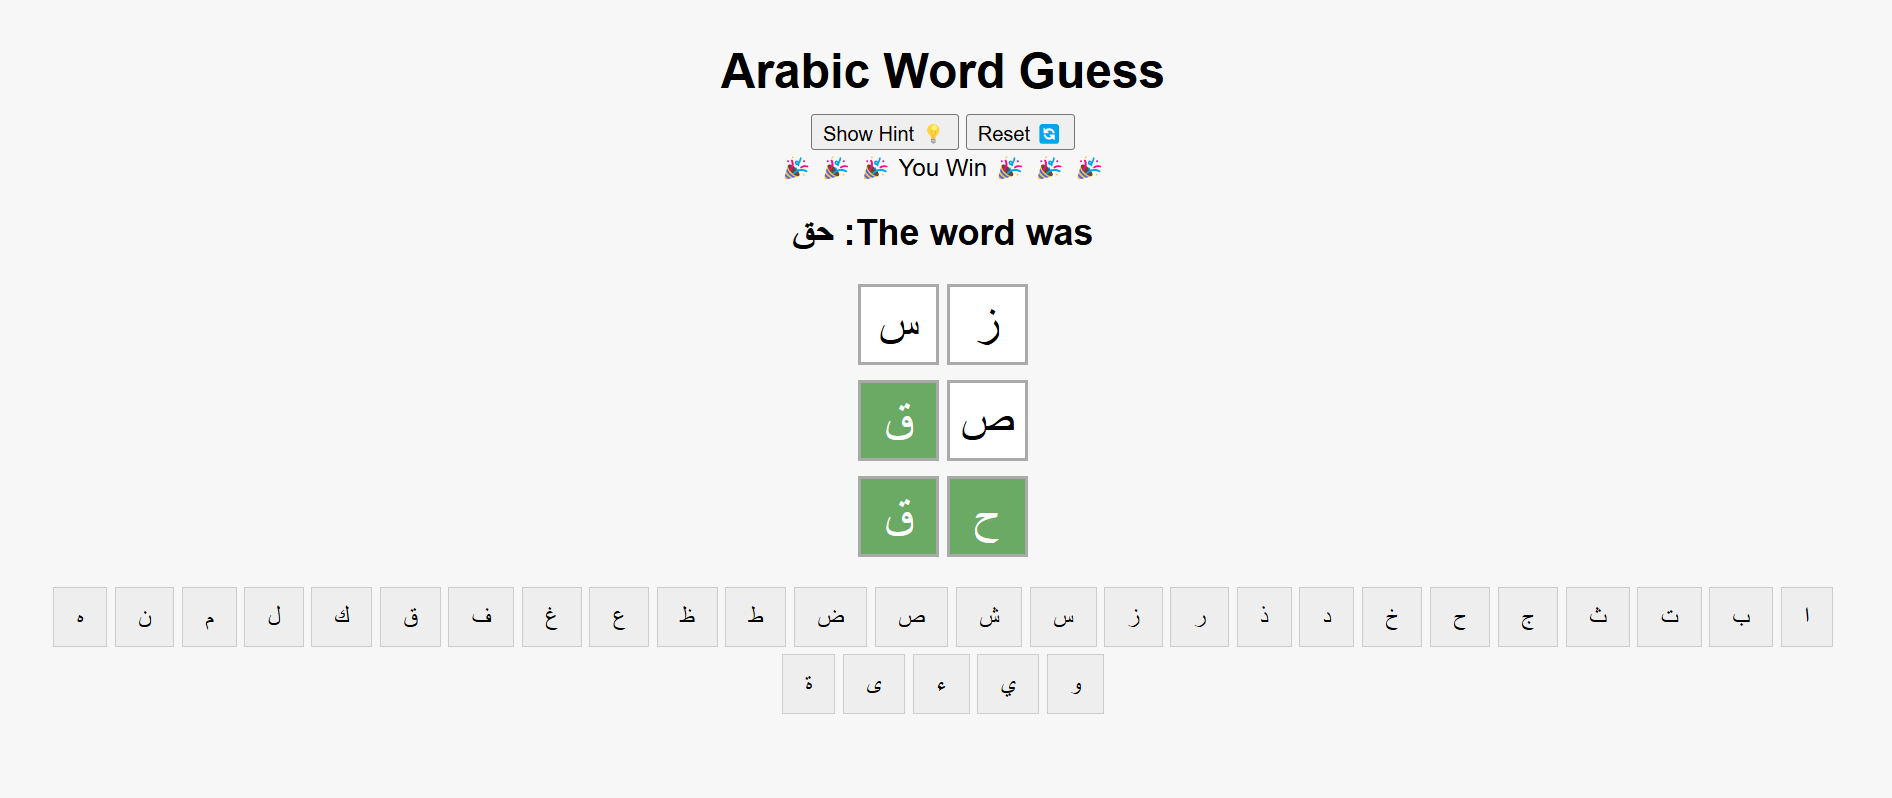 Arabic Word Guess
Show Hint 💡 Reset 🔄
🎉 🎉 🎉 You Win 🎉 🎉 🎉
The word was: حق
ز س
ص ق
ح ق
ا ب ت ث ج ح خ د ذ ر ز س ش ص ض ط ظ ع غ ف ق ك ل م ن ه
و ي ء ى ة